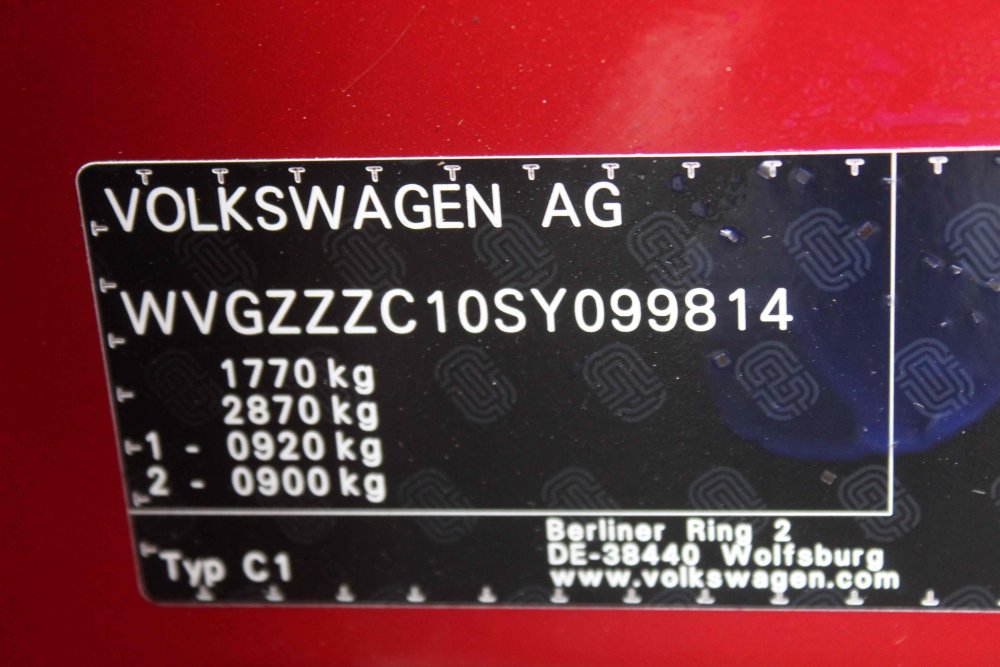 VOLKSWAGEN AG
WVGZZZC10SY099814
1770 kg
2870 kg
1 - 0920 kg
2 - 0900 kg
Typ C1
Berliner Ring 2
DE-38440 Wolfsburg
www.volkswagen.com